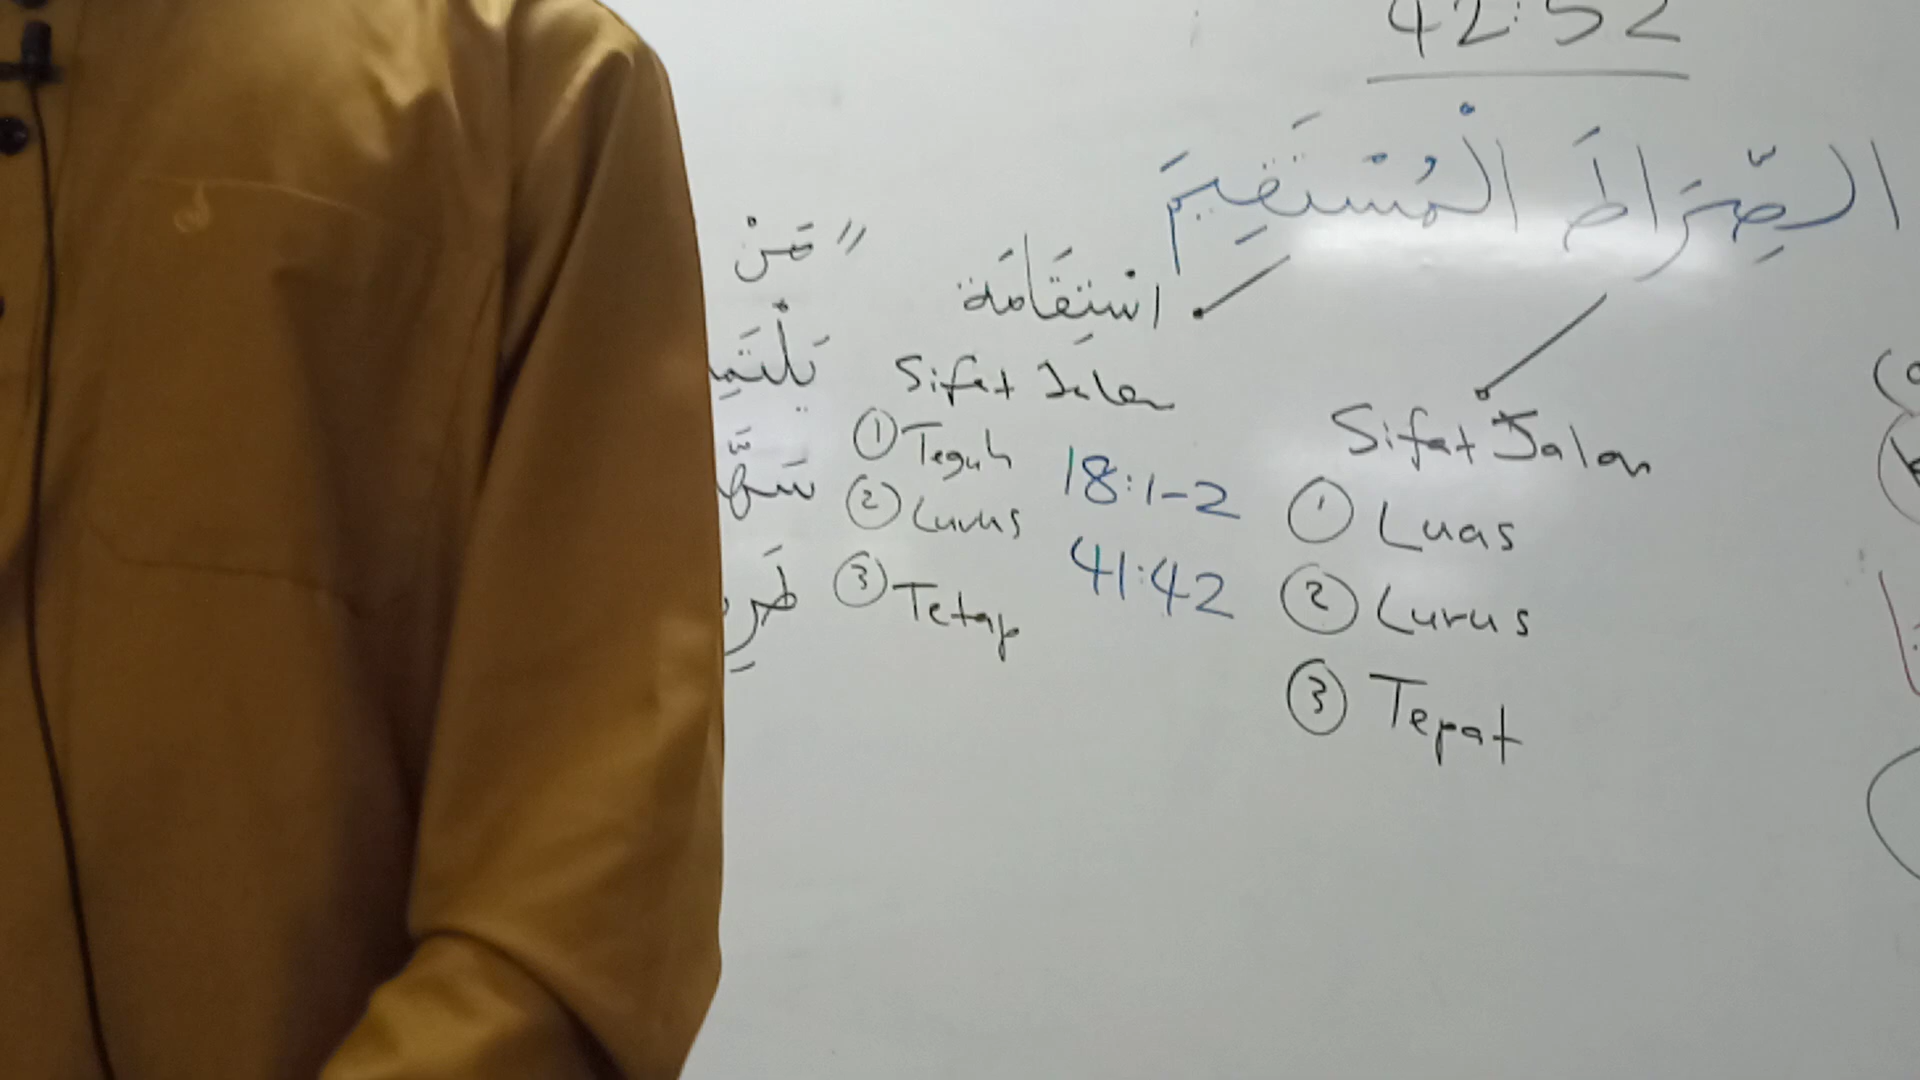 42:52
الصِّرَاطَ الْمُسْتَقِيمَ
اسْتِقَامَة
Sifat Jalan
① Teguh
② Lurus
③ Tetap
18:1-2
41:42
Sifat Jalan
① Luas
② Lurus
③ Tepat
"مَنْ